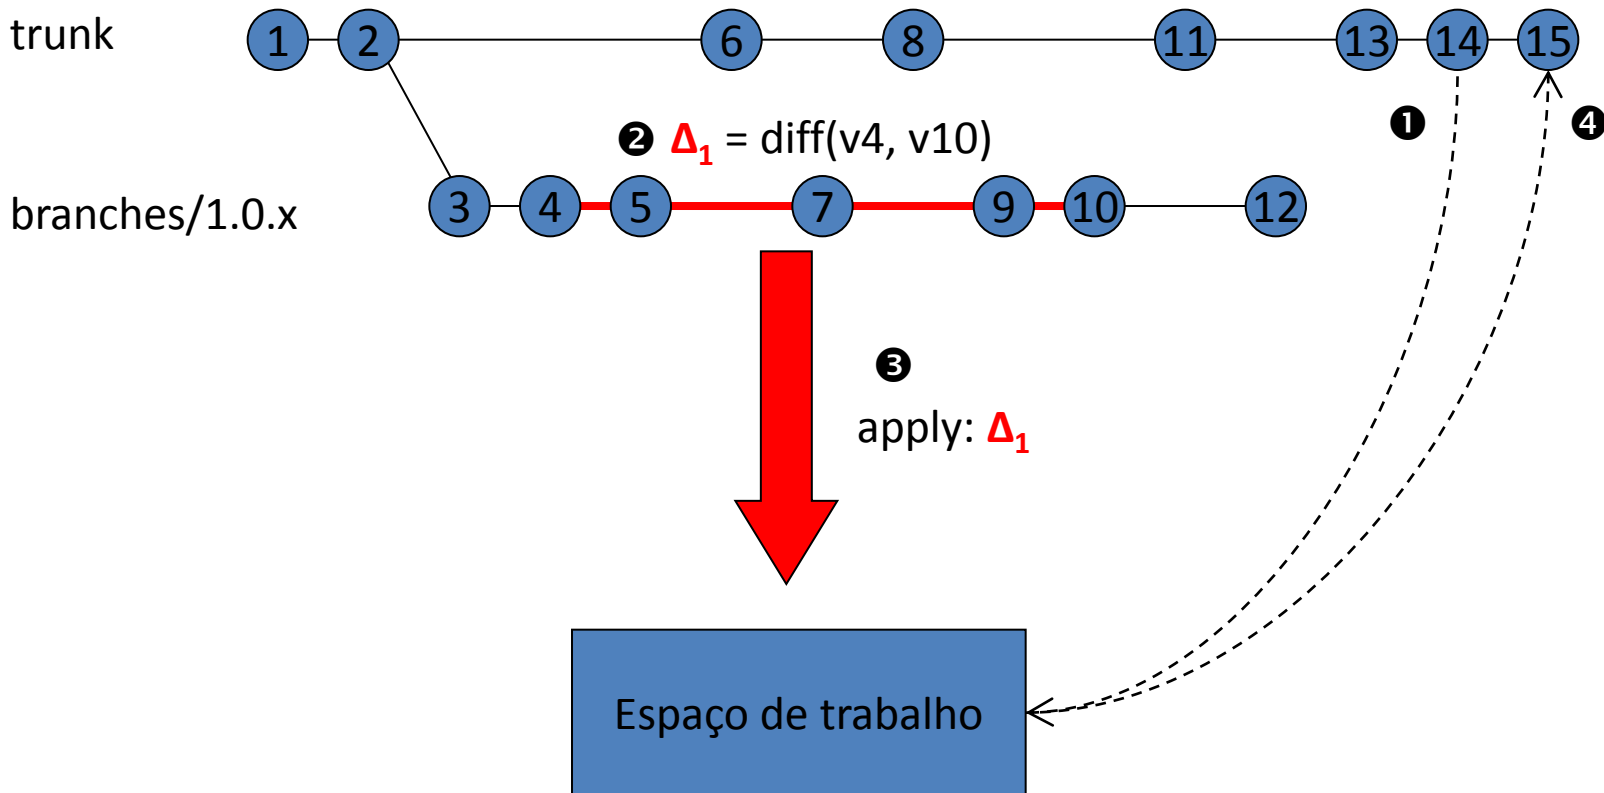 trunk 1 2 6 8 11 13 14 15
❶ ❹
❷ Δ1 = diff(v4, v10)
branches/1.0.x 3 4 5 7 9 10 12
❸
apply: Δ1
Espaço de trabalho